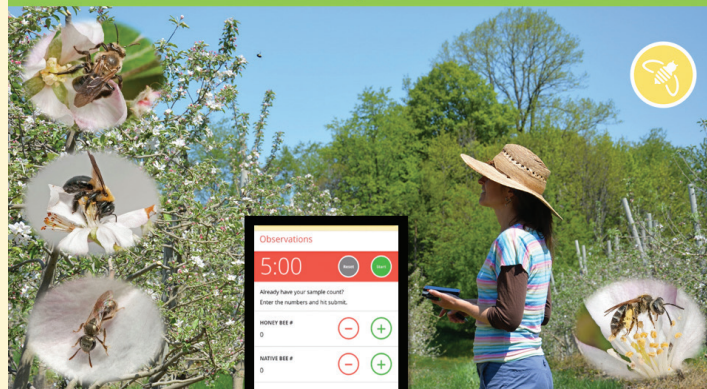 Observations
5:00
Reset
Start
Already have your sample count?
Enter the numbers and hit submit.
HONEY BEE #
0
NATIVE BEE #
0